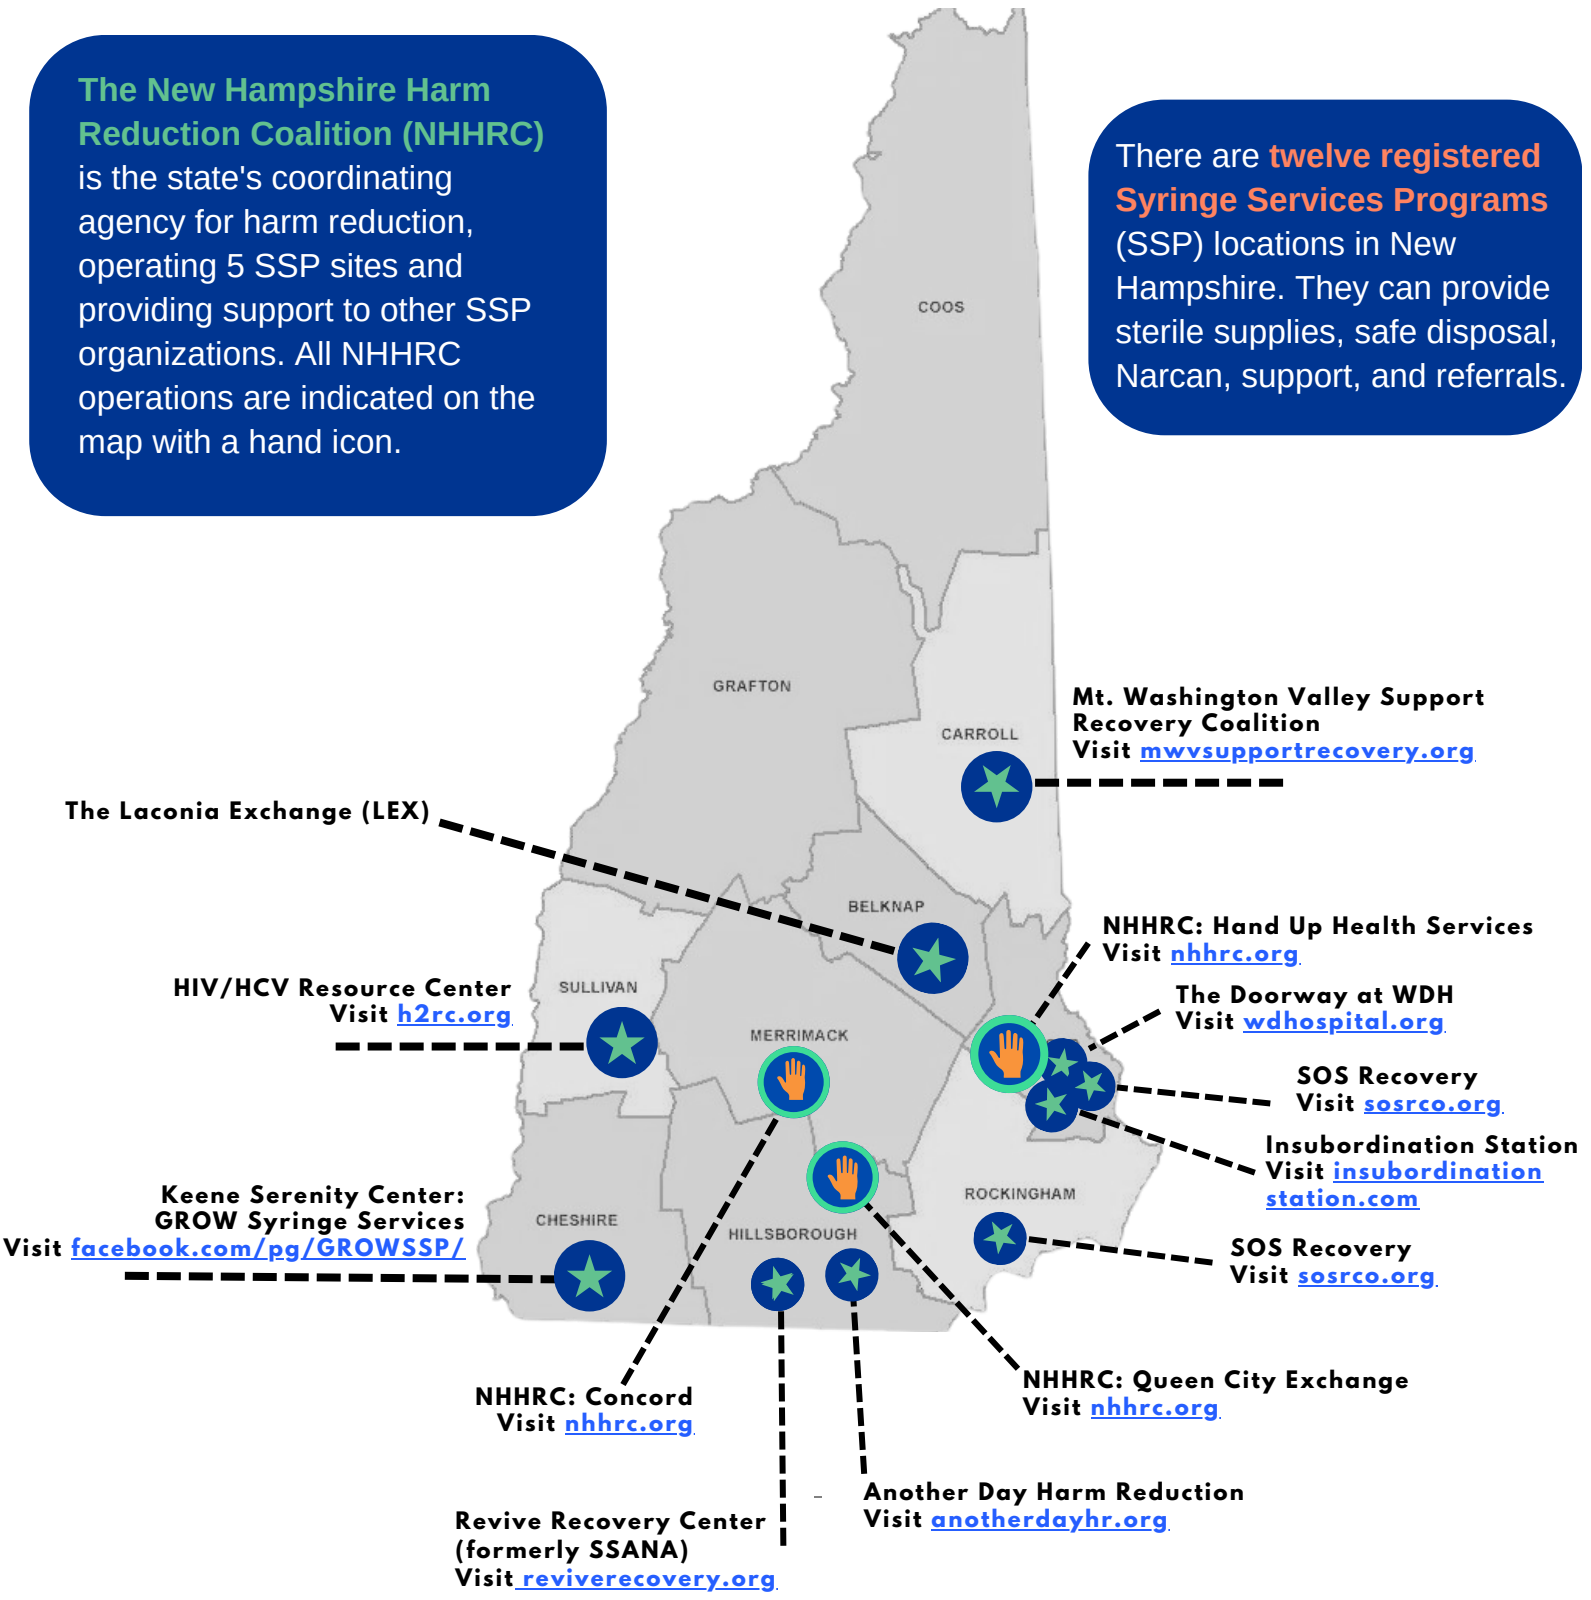 The New Hampshire Harm
Reduction Coalition (NHHRC)
is the state's coordinating
agency for harm reduction,
operating 5 SSP sites and
providing support to other SSP
organizations. All NHHRC
operations are indicated on the
map with a hand icon.
There are twelve registered
Syringe Services Programs
(SSP) locations in New
Hampshire. They can provide
sterile supplies, safe disposal,
Narcan, support, and referrals.
COOS
GRAFTON
Mt. Washington Valley Support
Recovery Coalition
Visit mwvsupportrecovery.org
CARROLL
The Laconia Exchange (LEX)
BELKNAP
NHHRC: Hand Up Health Services
Visit nhhrc.org
HIV/HCV Resource Center
Visit h2rc.org
SULLIVAN
The Doorway at WDH
Visit wdhospital.org
MERRIMACK
SOS Recovery
Visit sosrco.org
Insubordination Station
Visit insubordination
station.com
Keene Serenity Center:
GROW Syringe Services
Visit facebook.com/pg/GROWSSP/
CHESHIRE
HILLSBOROUGH
ROCKINGHAM
SOS Recovery
Visit sosrco.org
NHHRC: Concord
Visit nhhrc.org
NHHRC: Queen City Exchange
Visit nhhrc.org
Another Day Harm Reduction
Visit anotherdayhr.org
Revive Recovery Center
(formerly SSANA)
Visit reviverecovery.org